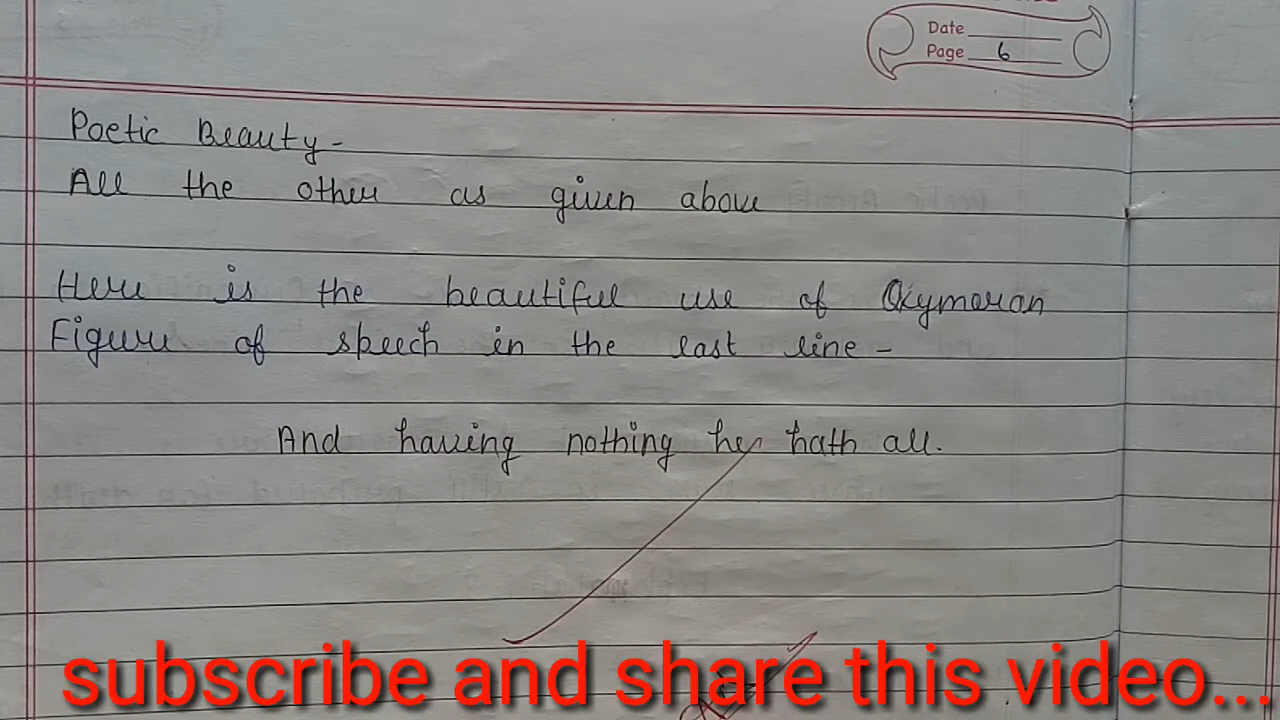 Date
Page 6
Poetic Beauty-
All the other as given above
Here is the beautiful use of Oxymoron
Figure of speech in the last line -
And having nothing he hath all.
subscribe and share this video...